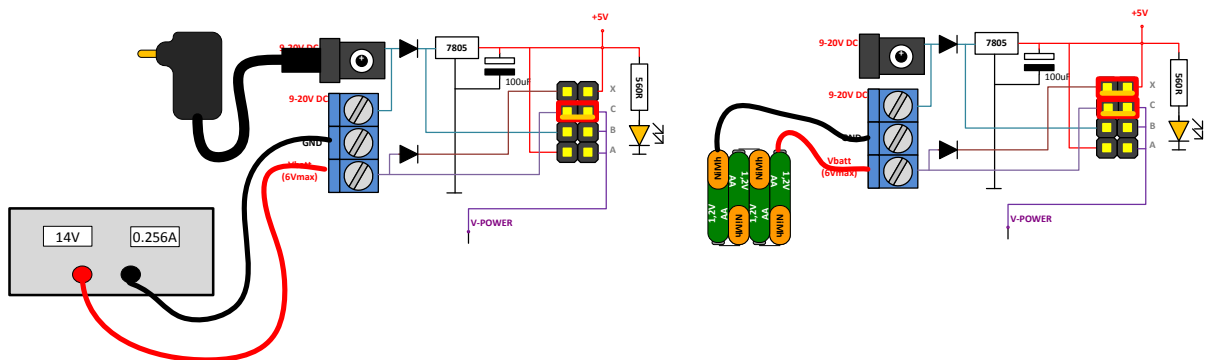 +5V
9-20V DC
7805
100uF
560R
9-20V DC
X
C
B
A
GND
Vbatt
(6Vmax)
V-POWER
14V
0.256A
+5V
9-20V DC
7805
100uF
560R
9-20V DC
X
C
B
A
GND
Vbatt
(6Vmax)
V-POWER
NiMh
1,2V
AA
NiMh
1,2V
AA
1,2V
AA
NiMh
1,2V
AA
NiMh